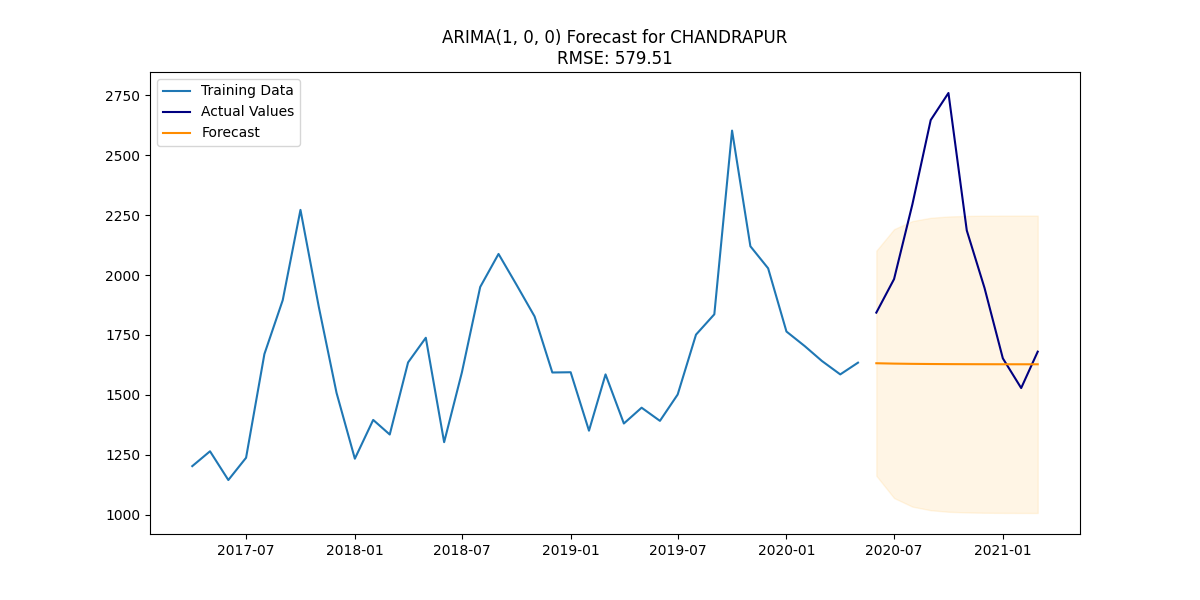 ARIMA(1, 0, 0) Forecast for CHANDRAPUR
RMSE: 579.51
Training Data
Actual Values
Forecast
2750
2500
2250
2000
1750
1500
1250
1000
2017-07 2018-01 2018-07 2019-01 2019-07 2020-01 2020-07 2021-01